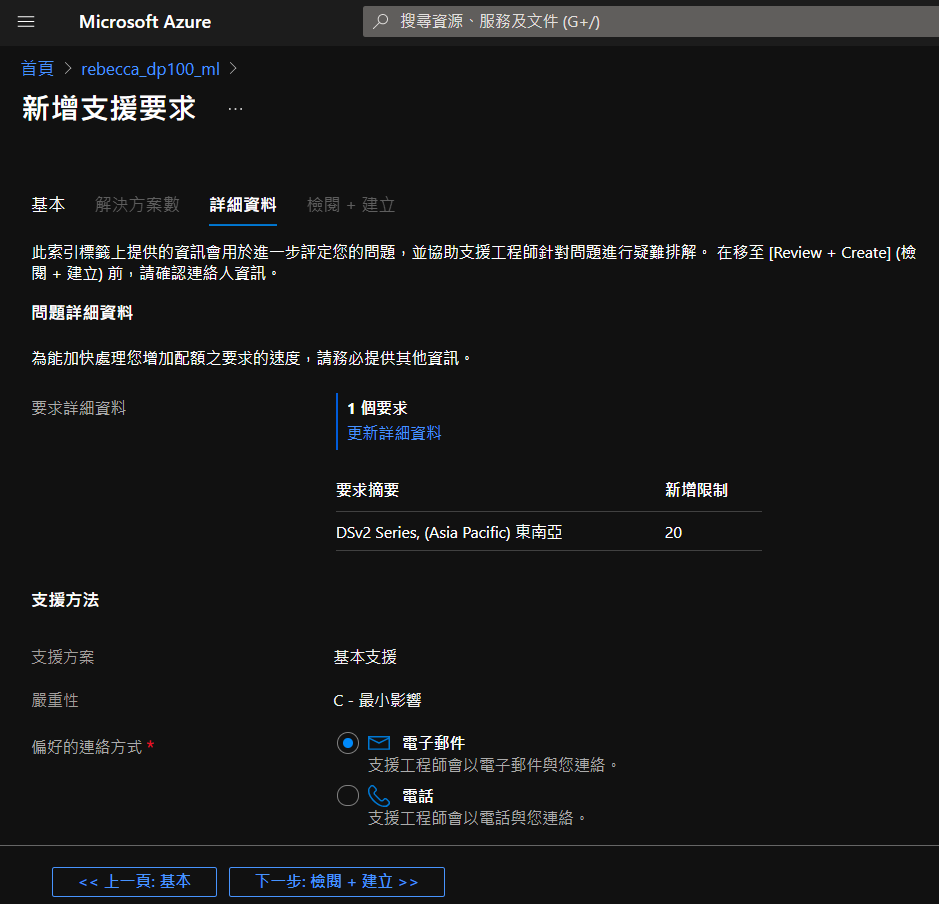 Microsoft Azure
搜尋資源、服務及文件 (G+/)
首頁 > rebecca_dp100_ml >
新增支援要求 ...
基本 解決方案數 詳細資料 檢閱 + 建立
此索引標籤上提供的資訊會用於進一步評定您的問題，並協助支援工程師針對問題進行疑難排解。 在移至 [Review + Create] (檢
閱 + 建立) 前，請確認連絡人資訊。
問題詳細資料
為能加快處理您增加配額之要求的速度，請務必提供其他資訊。
要求詳細資料
1 個要求
更新詳細資料
要求摘要 新增限制
DSv2 Series, (Asia Pacific) 東南亞 20
支援方法
支援方案 基本支援
嚴重性 C - 最小影響
偏好的連絡方式 *
電子郵件
支援工程師會以電子郵件與您連絡。
電話
支援工程師會以電話與您連絡。
<< 上一頁: 基本 下一步: 檢閱 + 建立 >>